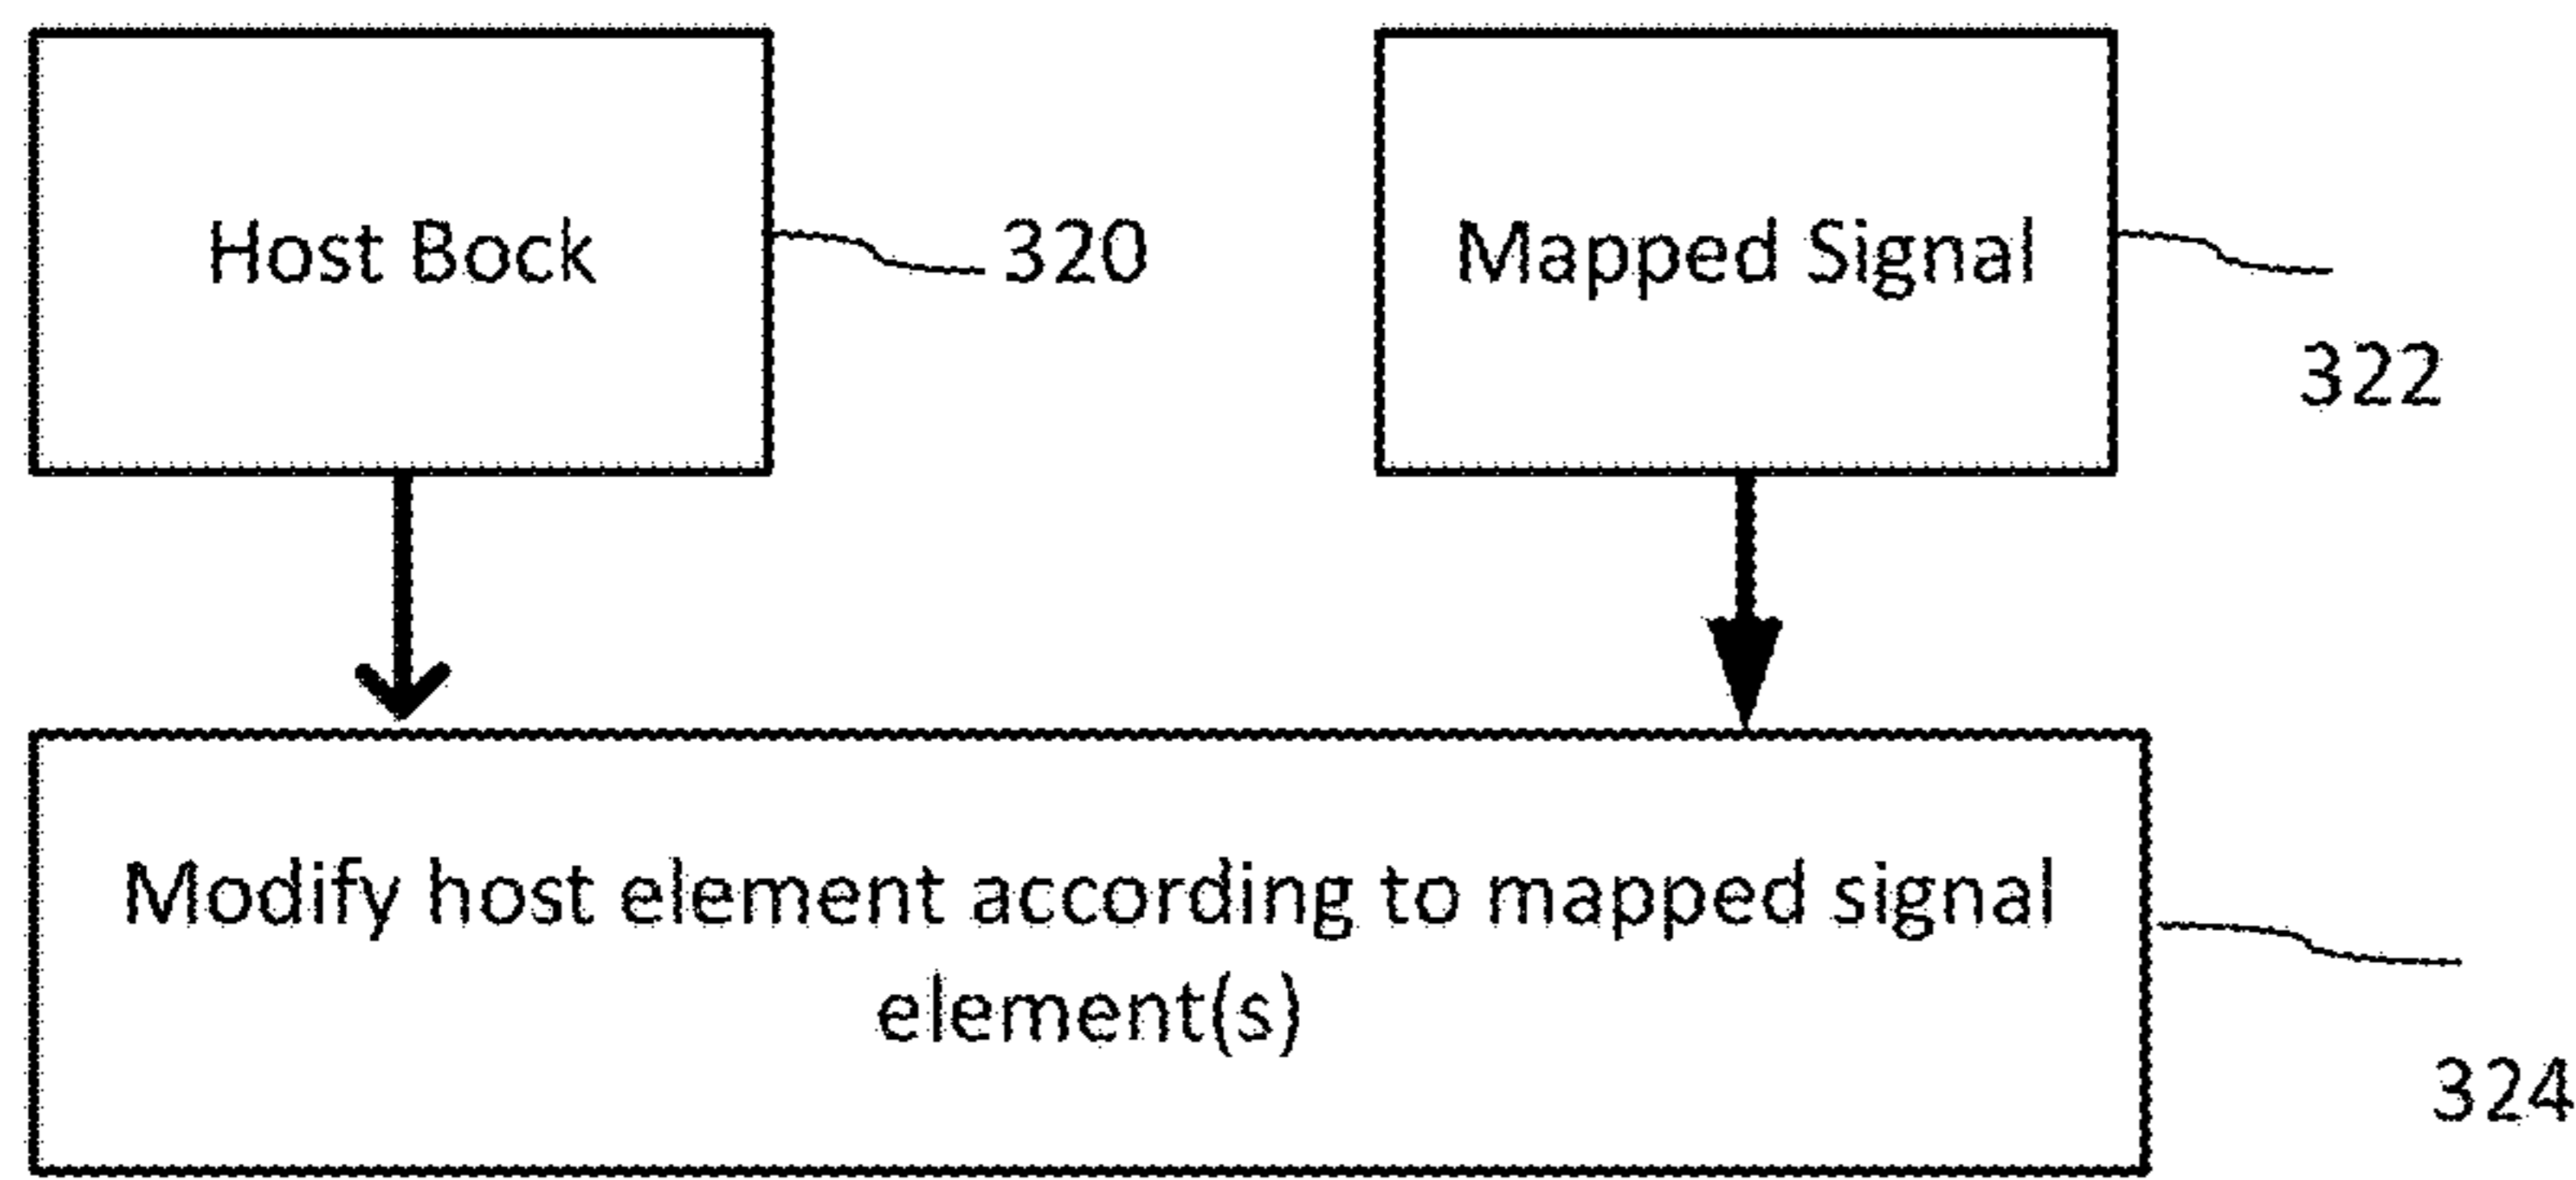 Host Bock
320
Mapped Signal
322
Modify host element according to mapped signal
element(s)
324